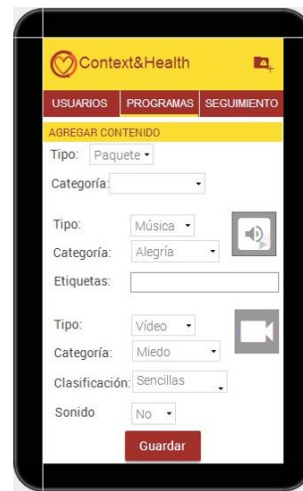 Context&Health
USUARIOS PROGRAMAS SEGUIMIENTO
AGREGAR CONTENIDO
Tipo: Paquete
Categoría:
Tipo: Música
Categoría: Alegría
Etiquetas:
Tipo: Vídeo
Categoría: Miedo
Clasificación: Sencillas
Sonido No
Guardar